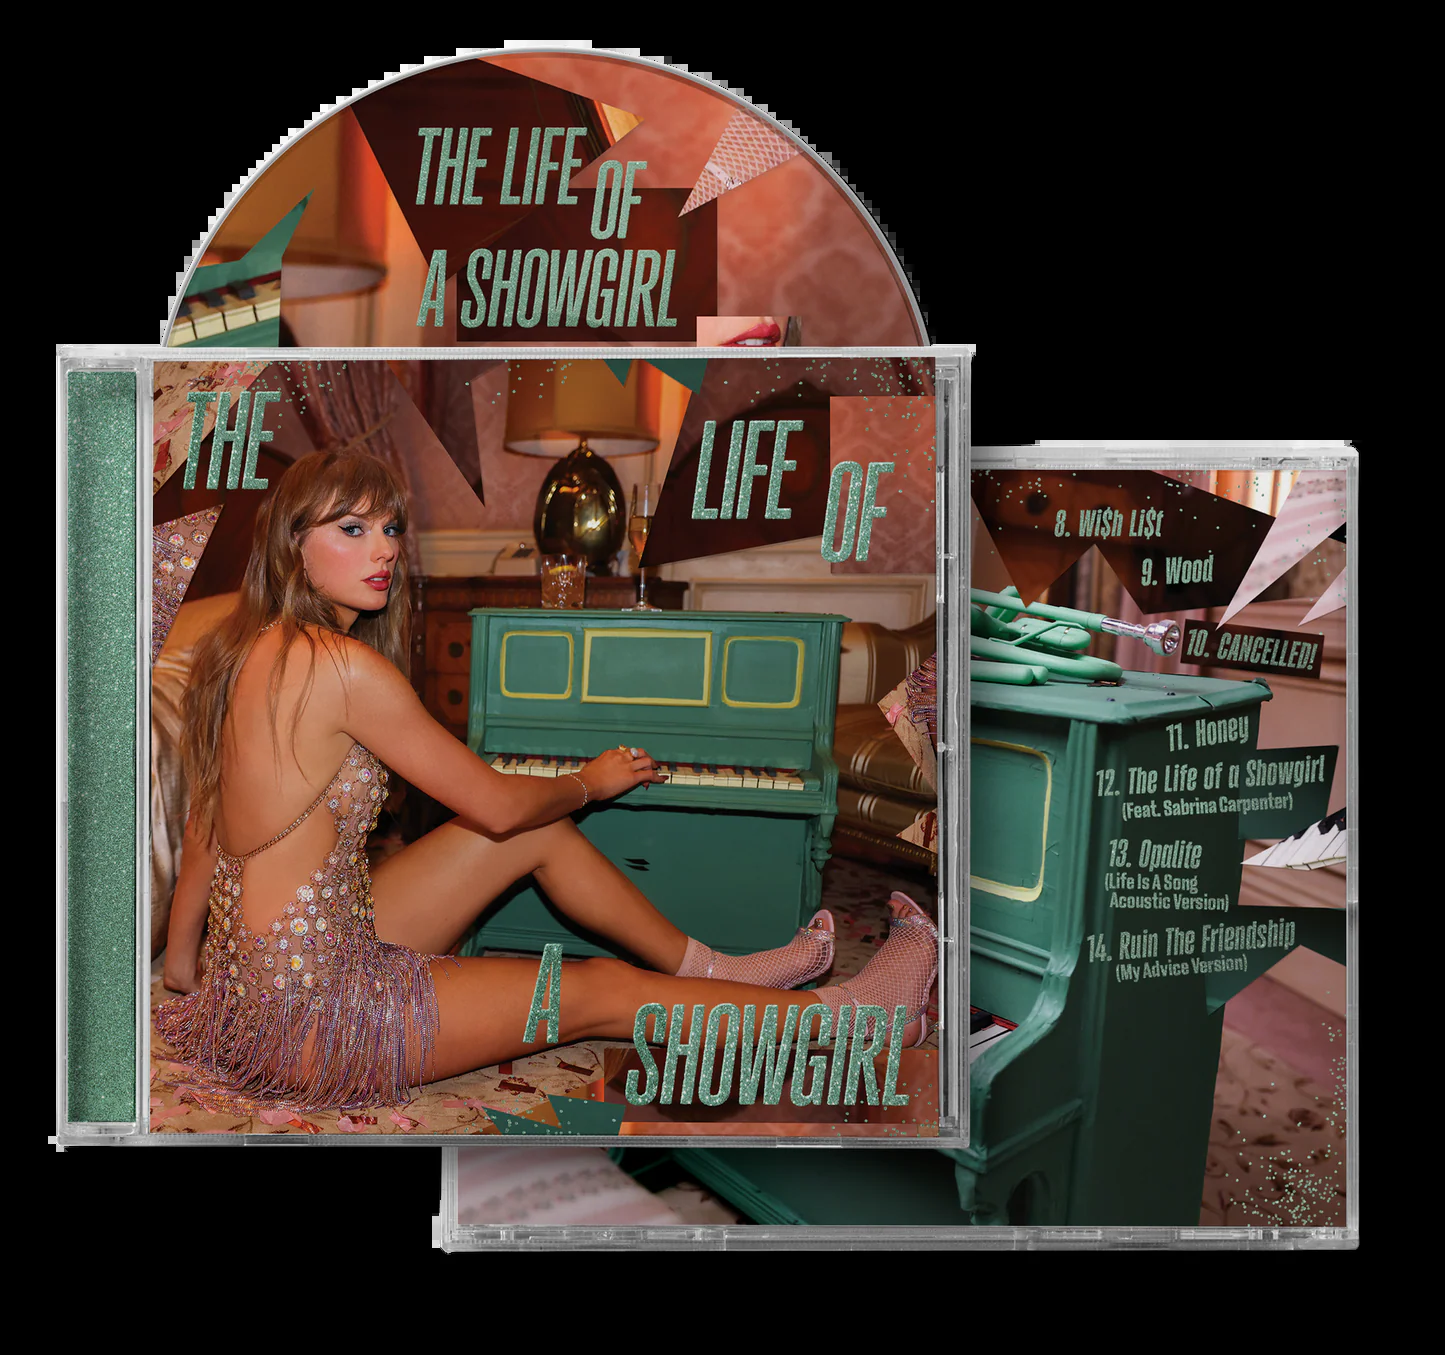 THE LIFE OF
A SHOWGIRL
THE LIFE OF
A SHOWGIRL
8. Wi$h Li$t
9. Wood
10. CANCELLED!
11. Honey
12. The Life of a Showgirl
(Feat. Sabrina Carpenter)
13. Opalite
(Life Is A Song
Acoustic Version)
14. Ruin The Friendship
(My Advice Version)